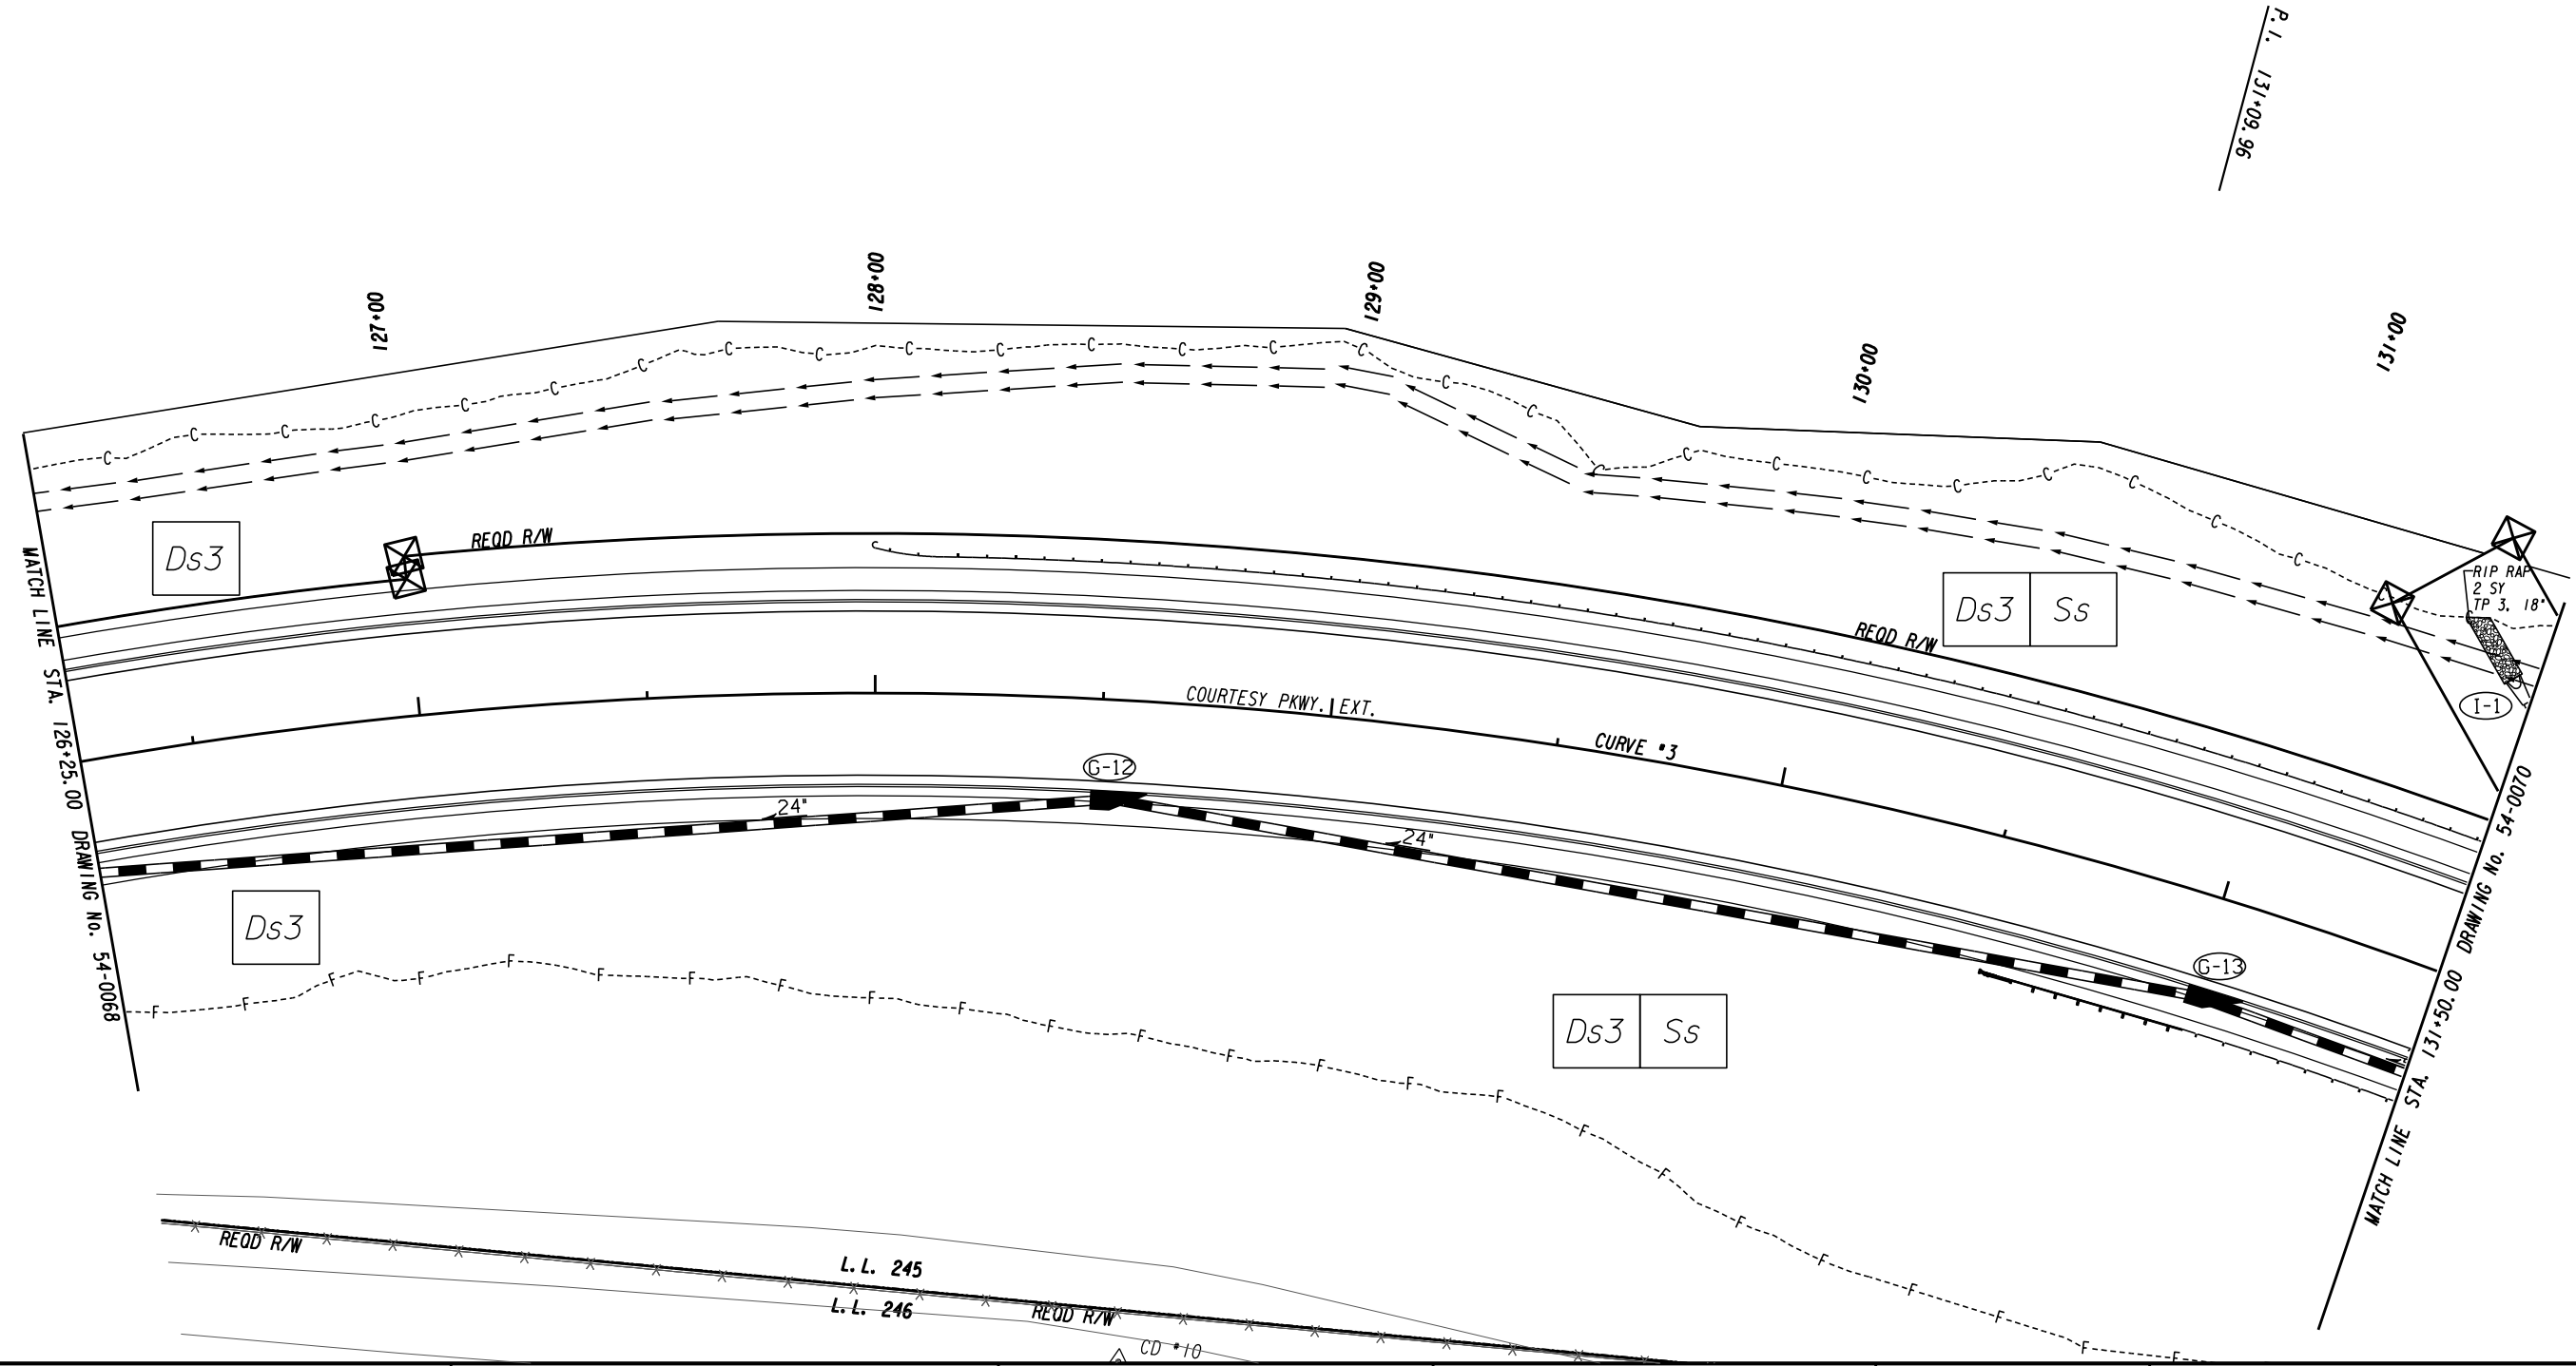 P. I. 131+09.96
127+00
128+00
129+00
130+00
131+00
MATCH LINE STA. 126+25.00 DRAWING No. 54-0068
Ds3
REQD R/W
REQD R/W
Ds3 Ss
RIP RAP
2 SY
TP 3, 18"
I-1
COURTESY PKWY. EXT.
CURVE #3
G-12
24"
24"
G-13
Ds3
Ds3 Ss
MATCH LINE STA. 131+50.00 DRAWING No. 54-0070
REQD R/W
L.L. 245
L.L. 246
REQD R/W
CD #10
C C C C C C C C C C C C C C C C C C C C C C C C C C
F F F F F F F F F F F F F F F F F F F F F F F F